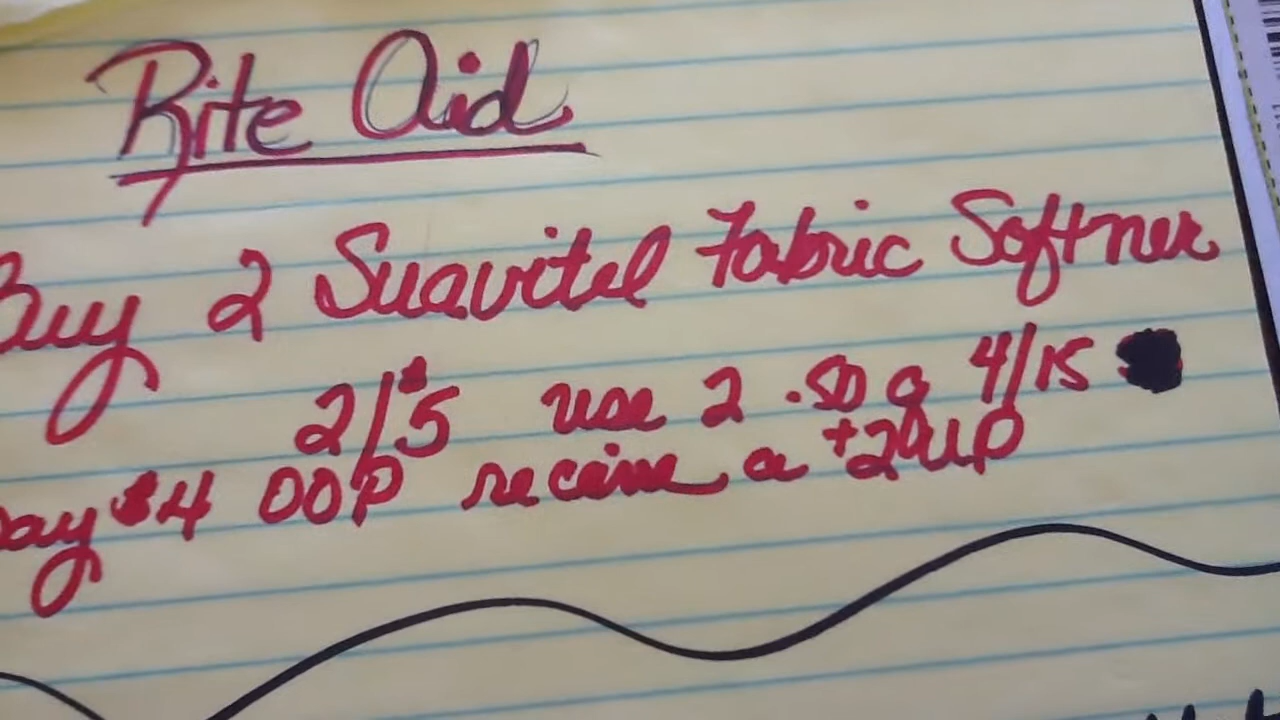 Rite Aid
Buy 2 Suavitel Fabric Softner
2/$5 use 2 .50 q 4/15
Pay $4 OOP receive a +2 UP